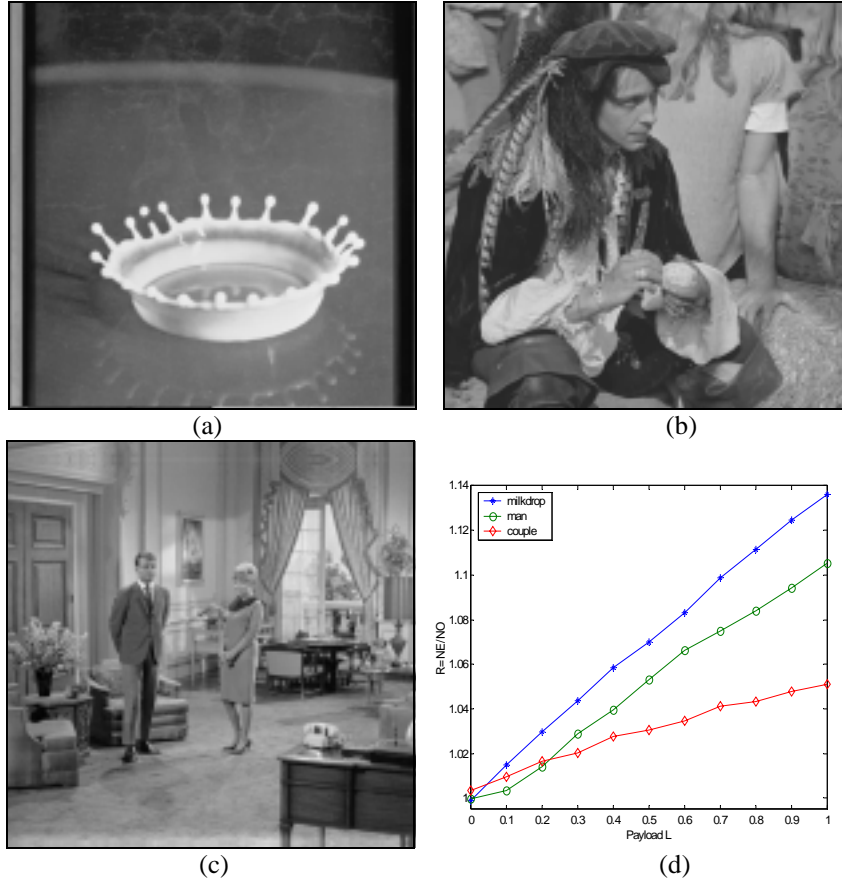 (a)
(b)
(c)
1.14
1.12
1.1
1.08
1.06
1.04
1.02
1
R=NE/NO
milkdrop
man
couple
0 0.1 0.2 0.3 0.4 0.5 0.6 0.7 0.8 0.9 1
Payload L
(d)